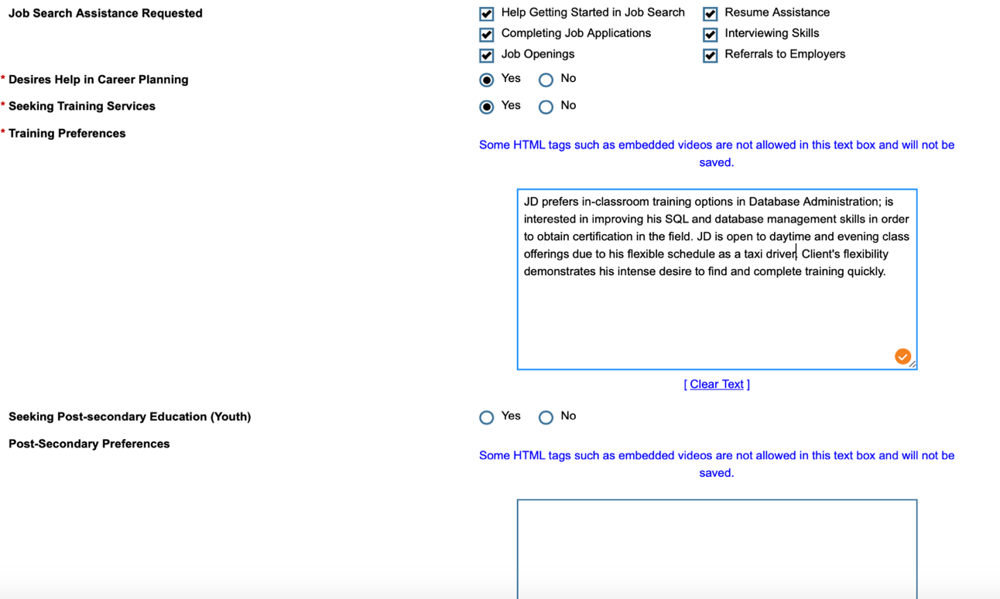 Job Search Assistance Requested
Help Getting Started in Job Search
Resume Assistance
Completing Job Applications
Interviewing Skills
Job Openings
Referrals to Employers
* Desires Help in Career Planning
Yes
No
* Seeking Training Services
Yes
No
* Training Preferences
Some HTML tags such as embedded videos are not allowed in this text box and will not be
saved.
JD prefers in-classroom training options in Database Administration; is
interested in improving his SQL and database management skills in order
to obtain certification in the field. JD is open to daytime and evening class
offerings due to his flexible schedule as a taxi driver. Client's flexibility
demonstrates his intense desire to find and complete training quickly.
[ Clear Text ]
Seeking Post-secondary Education (Youth)
Yes
No
Post-Secondary Preferences
Some HTML tags such as embedded videos are not allowed in this text box and will not be
saved.